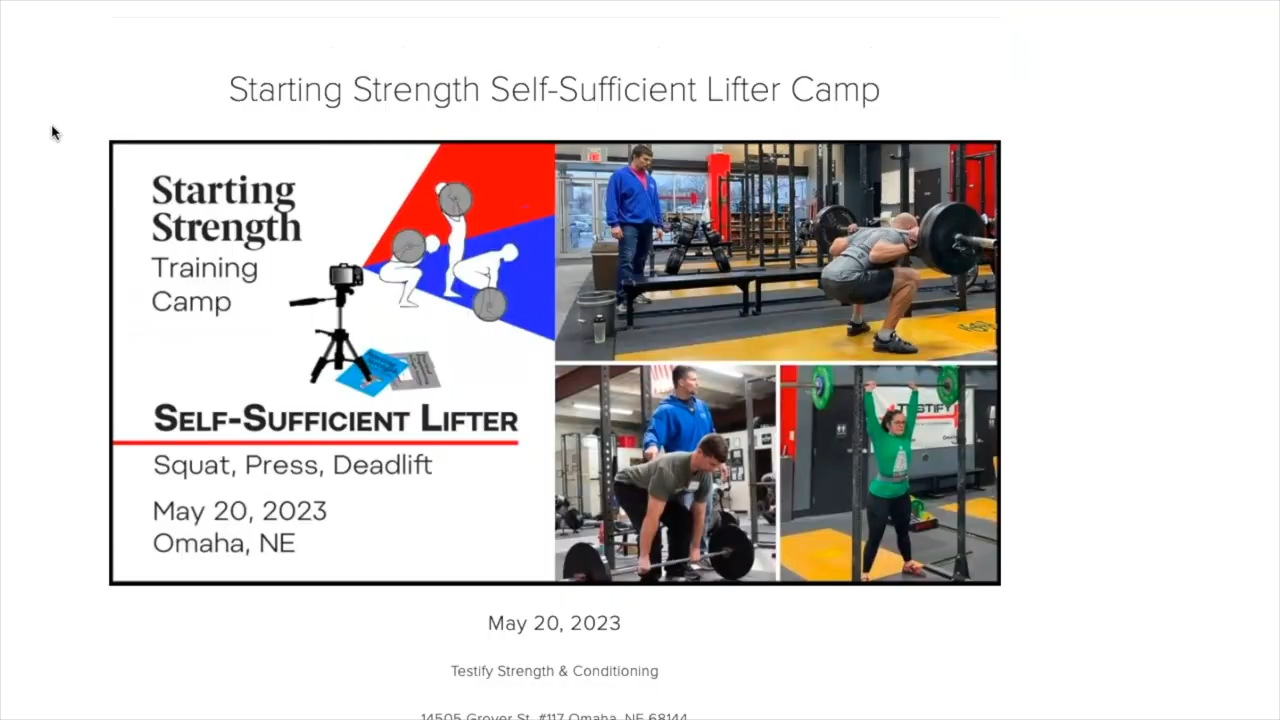 Starting Strength Self-Sufficient Lifter Camp
Starting
Strength
Training
Camp
SELF-SUFFICIENT LIFTER
Squat, Press, Deadlift
May 20, 2023
Omaha, NE
TESTIFY
May 20, 2023
Testify Strength & Conditioning
14505 Grover St. #117 Omaha, NE 68144